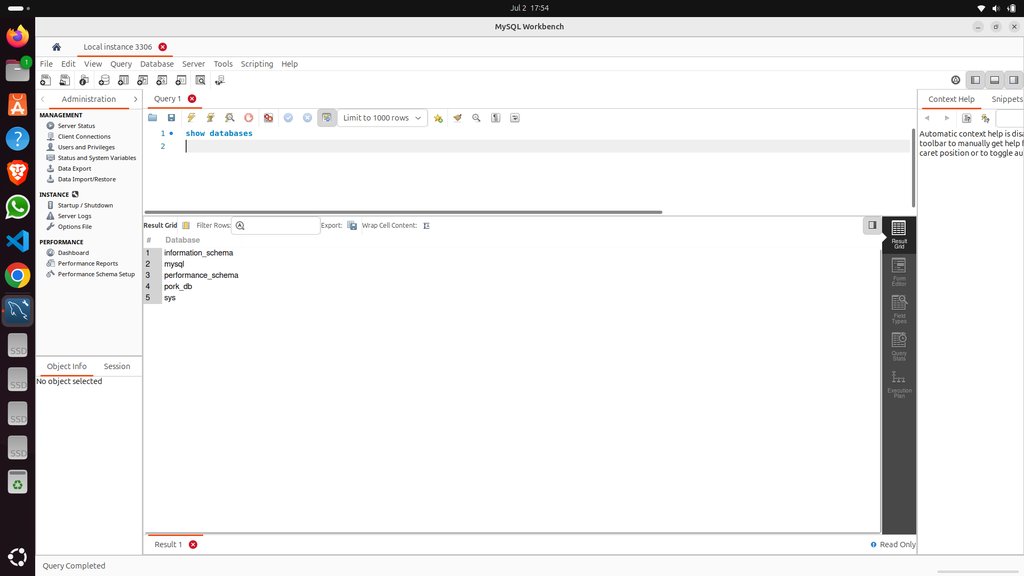 Jul 2 17:54
MySQL Workbench
Local instance 3306
File Edit View Query Database Server Tools Scripting Help
Administration
Query 1
Context Help Snippets
MANAGEMENT
Server Status
Client Connections
Users and Privileges
Status and System Variables
Data Export
Data Import/Restore
INSTANCE
Startup / Shutdown
Server Logs
Options File
PERFORMANCE
Dashboard
Performance Reports
Performance Schema Setup
Object Info Session
No object selected
Limit to 1000 rows
1 show databases
2
Result Grid Filter Rows: Export: Wrap Cell Content:
# Database
1 information_schema
2 mysql
3 performance_schema
4 pork_db
5 sys
Result Grid
Form Editor
Field Types
Query Stats
Execution Plan
Automatic context help is disa
toolbar to manually get help f
caret position or to toggle au
Result 1
Read Only
Query Completed
1
SSD
SSD
SSD
SSD